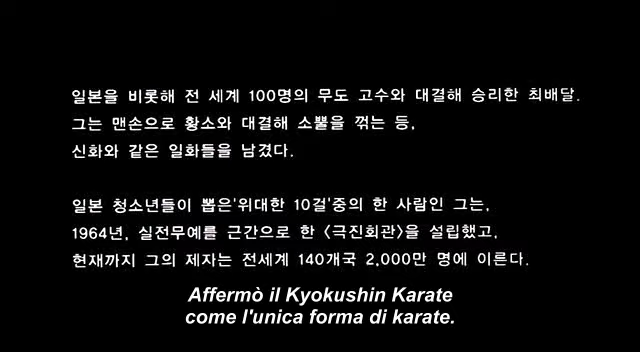 일본을 비롯해 전 세계 100명의 무도 고수와 대결해 승리한 최배달.
그는 맨손으로 황소와 대결해 소뿔을 꺾는 등,
신화와 같은 일화들을 남겼다.
일본 청소년들이 뽑은'위대한 10걸'중의 한 사람인 그는,
1964년, 실전무예를 근간으로 한 <극진회관>을 설립했고,
현재까지 그의 제자는 전세계 140개국 2,000만 명에 이른다.
Affermò il Kyokushin Karate
come l'unica forma di karate.